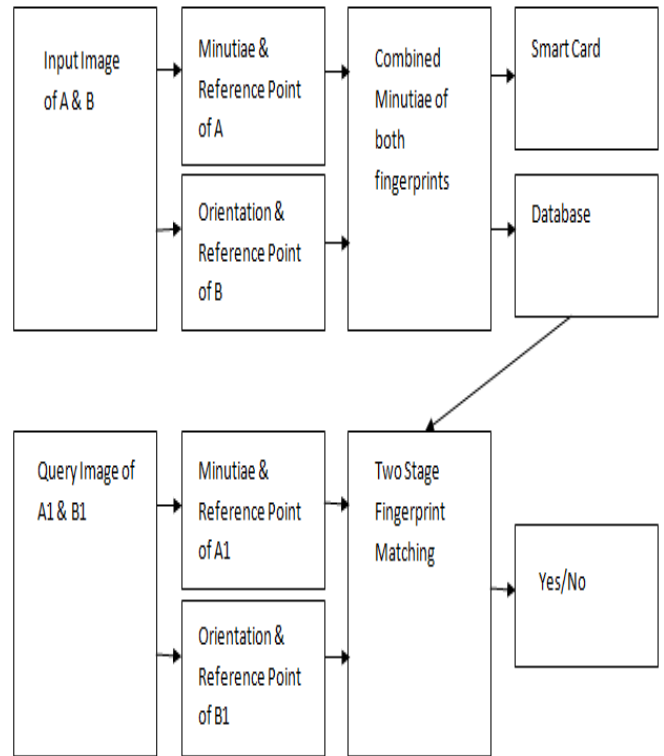 Input Image
of A & B
Minutiae &
Reference Point
of A
Orientation &
Reference Point
of B
Combined
Minutiae of
both
fingerprints
Smart Card
Database
Query Image of
A1 & B1
Minutiae &
Reference Point
of A1
Orientation &
Reference Point
of B1
Two Stage
Fingerprint
Matching
Yes/No